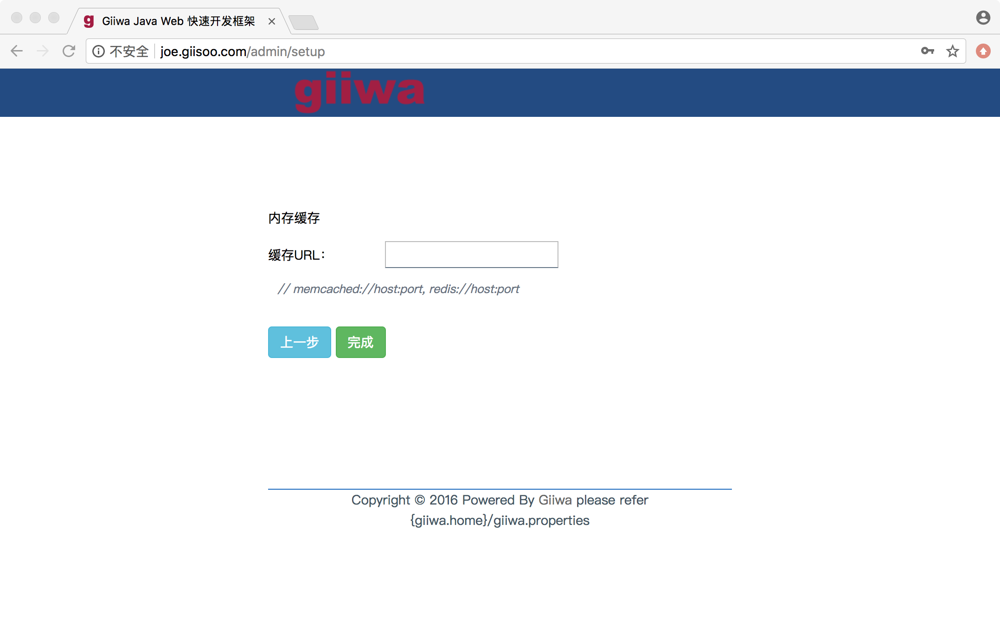 g Giiwa Java Web 快速开发框架
不安全 joe.giisoo.com/admin/setup
giiwa
内存缓存
缓存URL：
// memcached://host:port, redis://host:port
上一步 完成
Copyright © 2016 Powered By Giiwa please refer
{giiwa.home}/giiwa.properties